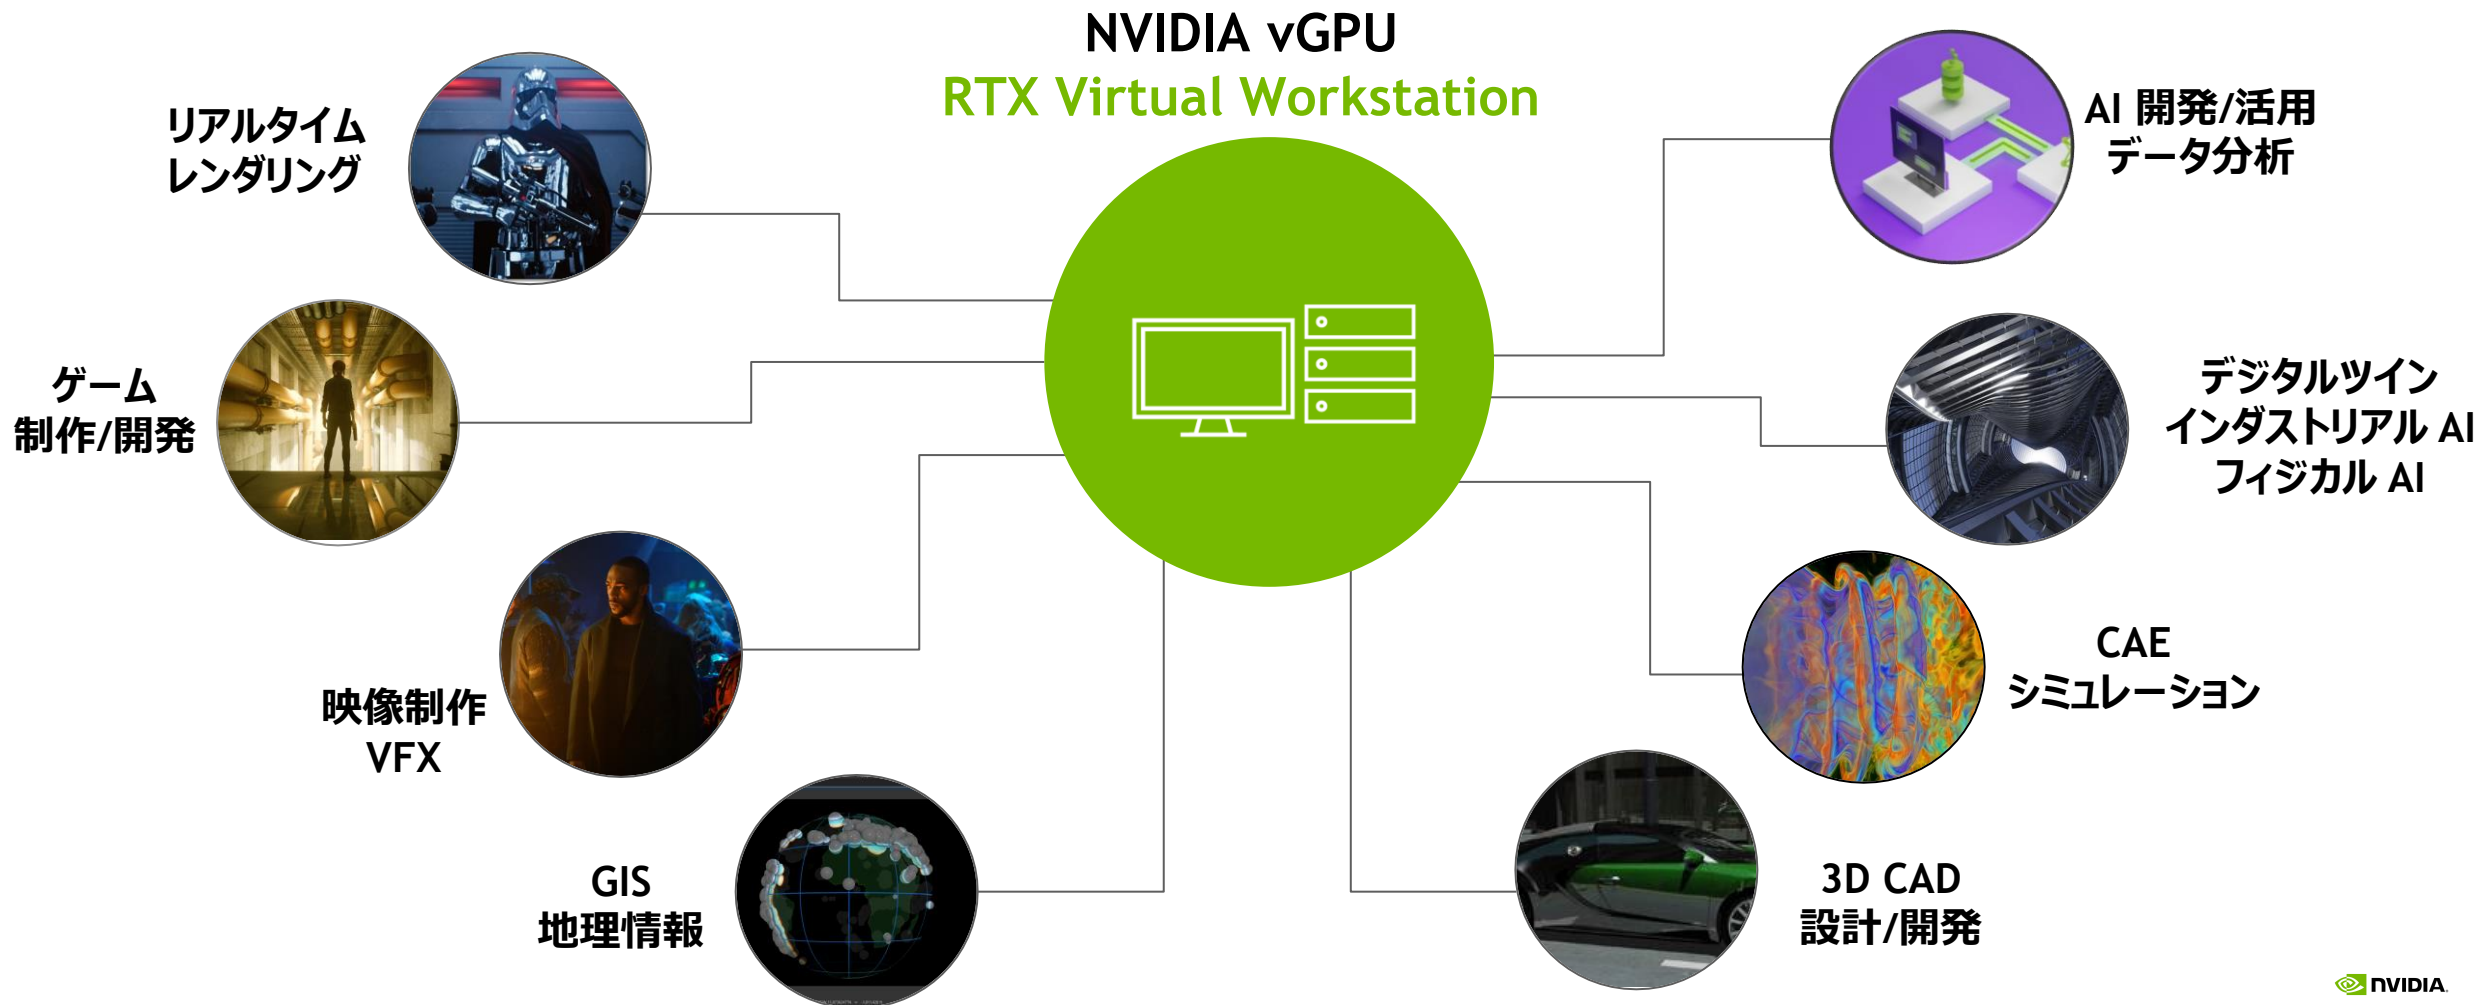 NVIDIA vGPU
RTX Virtual Workstation
リアルタイム
レンダリング
ゲーム
制作/開発
映像制作
VFX
GIS
地理情報
AI 開発/活用
データ分析
デジタルツイン
インダストリアル AI
フィジカル AI
CAE
シミュレーション
3D CAD
設計/開発
NVIDIA.